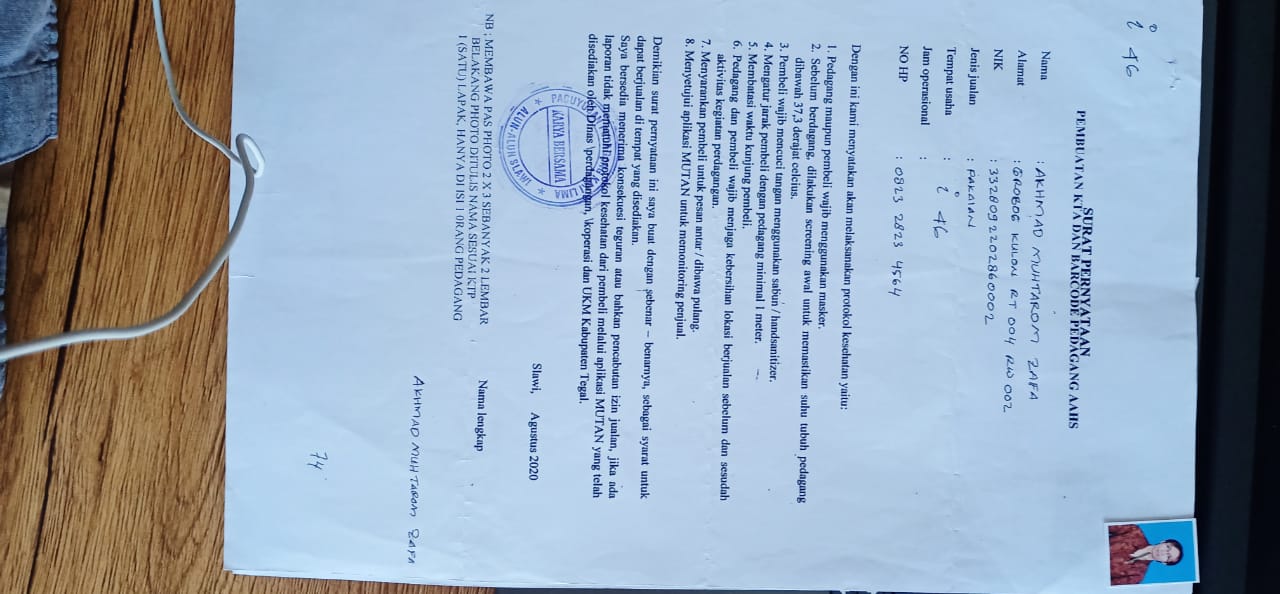 i 46
SURAT PERNYATAAN
PEMBUATAN KTA DAN BARCODE PEDAGANG AAHS
Nama : AKHMAD MUHTAROM ZAFA
Alamat : GROBOG KULON RT 004 RW 002
NIK : 3328092202860002
Jenis jualan : PAKAIAN
Tempat usaha : i 46
Jam operasional :
NO HP : 0823 2823 4564
Dengan ini kami menyatakan akan melaksanakan protokol kesehatan yaitu:
1. Pedagang maupun pembeli wajib menggunakan masker.
2. Sebelum berdagang, dilakukan screening awal untuk memastikan suhu tubuh pedagang
dibawah 37,3 derajat celcius.
3. Pembeli wajib mencuci tangan menggunakan sabun / handsanitizer.
4. Mengatur jarak pembeli dengan pedagang minimal 1 meter.
5. Membatasi waktu kunjung pembeli.
6. Pedagang dan pembeli wajib menjaga kebersihan lokasi berjualan sebelum dan sesudah
aktivitas kegiatan perdagangan.
7. Menyarankan pembeli untuk pesan antar / dibawa pulang.
8. Menyetujui aplikasi MUTAN untuk memonitoring penjual.
Demikian surat pernyataan ini saya buat dengan sebenar – benarnya, sebagai syarat untuk
dapat berjualan di tempat yang disediakan.
Saya bersedia menerima konsekuesi teguran atau bahkan pencabutan izin jualan, jika ada
laporan tidak mematuhi protokol kesehatan dari pembeli melalui aplikasi MUTAN yang telah
disediakan oleh Dinas \perdagangan, \koperasi dan UKM Kabupaten Tegal.
KARYA BERSAMA
ALUN-ALUN SLAWI
Slawi, Agustus 2020
NB : MEMBAWA PAS PHOTO 2 X 3 SEBANYAK 2 LEMBAR
BELAKANG PHOTO DITULIS NAMA SESUAI KTP
1 (SATU) LAPAK, HANYA DI ISI 1 ORANG PEDAGANG
Nama lengkap
AKHMAD MUHTAROM ZAFA
74.